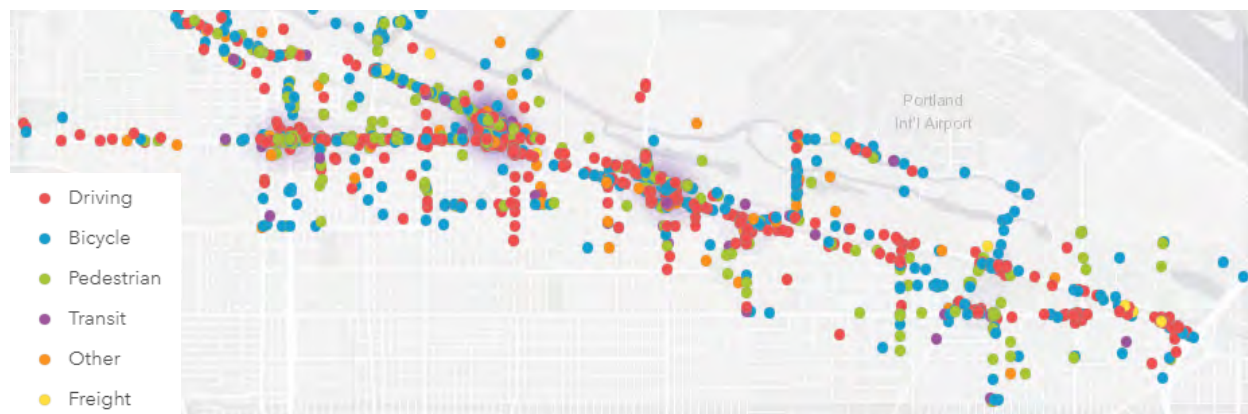 Portland
Int'l Airport
Driving
Bicycle
Pedestrian
Transit
Other
Freight